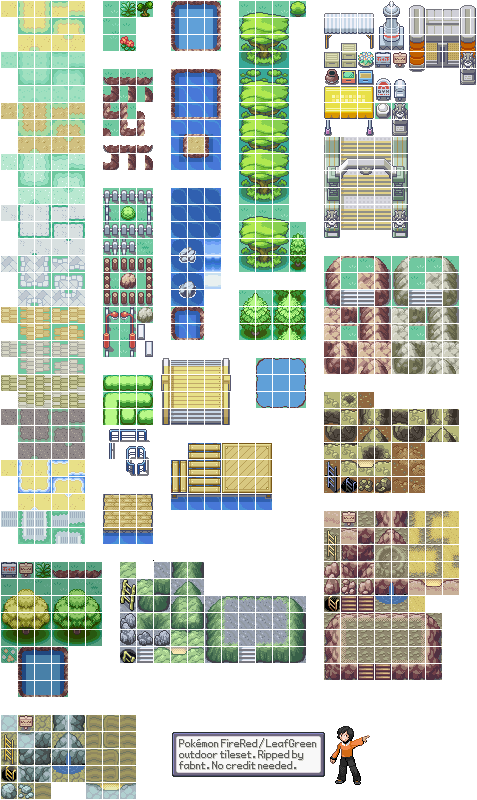 Pokémon FireRed/LeafGreen
outdoor tileset. Ripped by
fabnt. No credit needed.